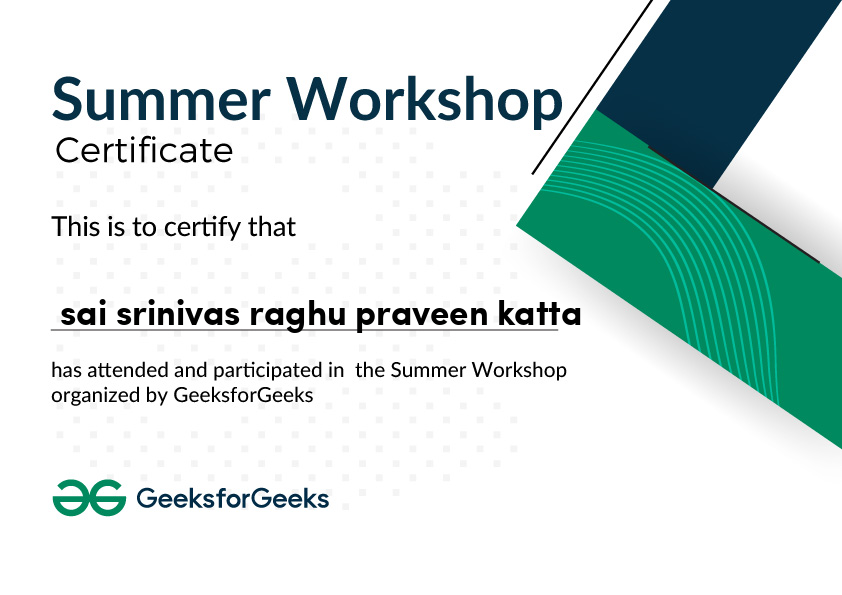 Summer Workshop
Certificate
This is to certify that
sai srinivas raghu praveen katta
has attended and participated in  the Summer Workshop
organized by GeeksforGeeks
GeeksforGeeks